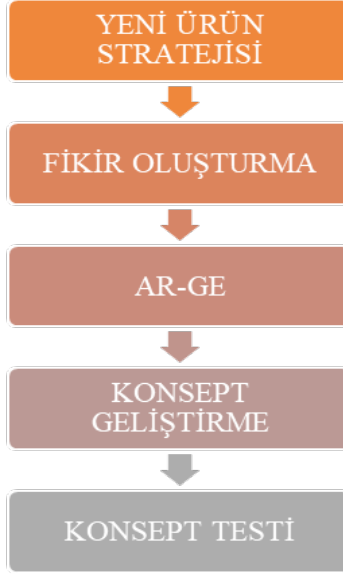 YENİ ÜRÜN
STRATEJİSİ
FİKİR OLUŞTURMA
AR-GE
KONSEPT
GELİŞTİRME
KONSEPT TESTİ